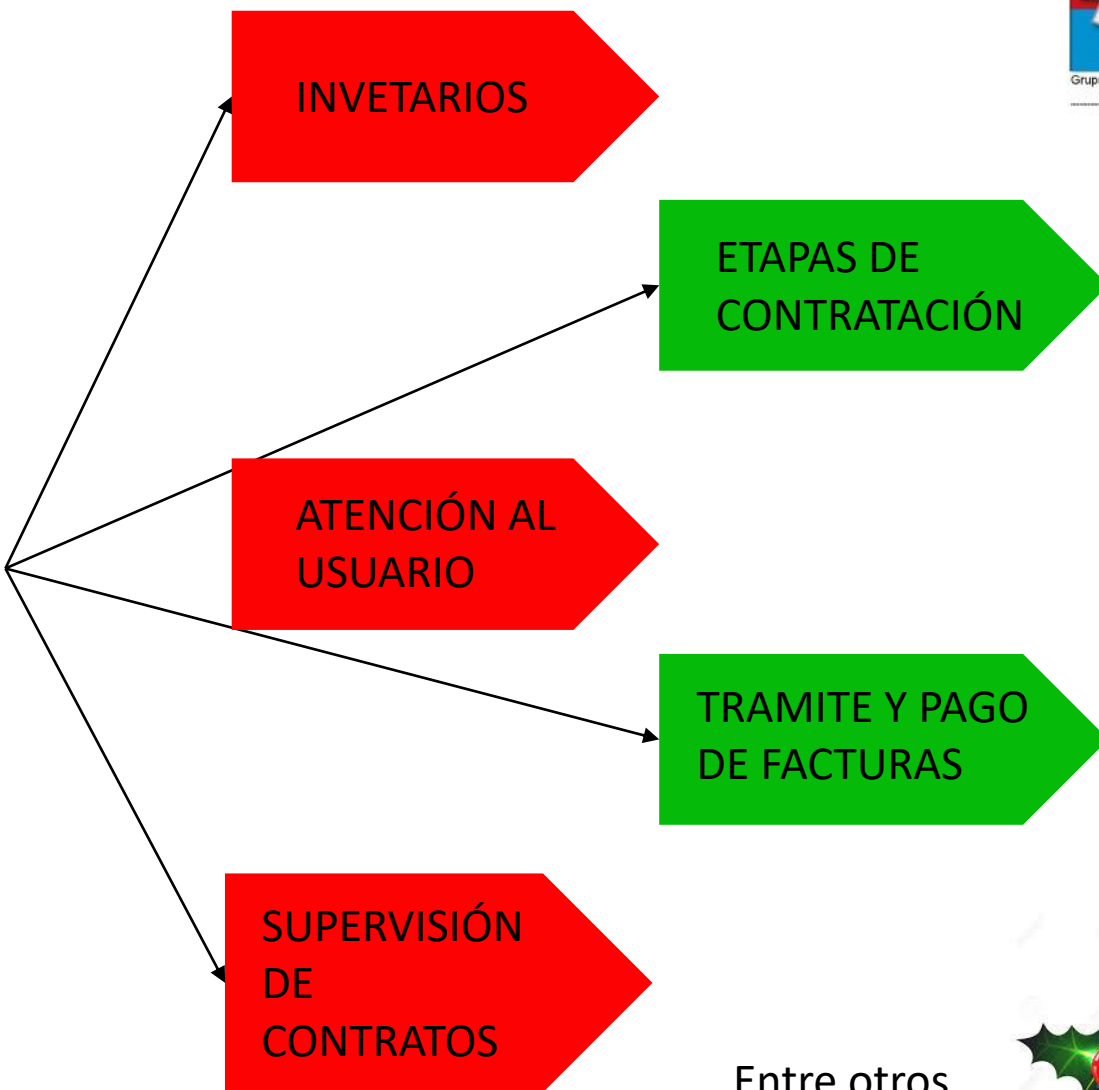 INVETARIOS
ETAPAS DE
CONTRATACIÓN
ATENCIÓN AL
USUARIO
TRAMITE Y PAGO
DE FACTURAS
SUPERVISIÓN
DE
CONTRATOS
Entre otros